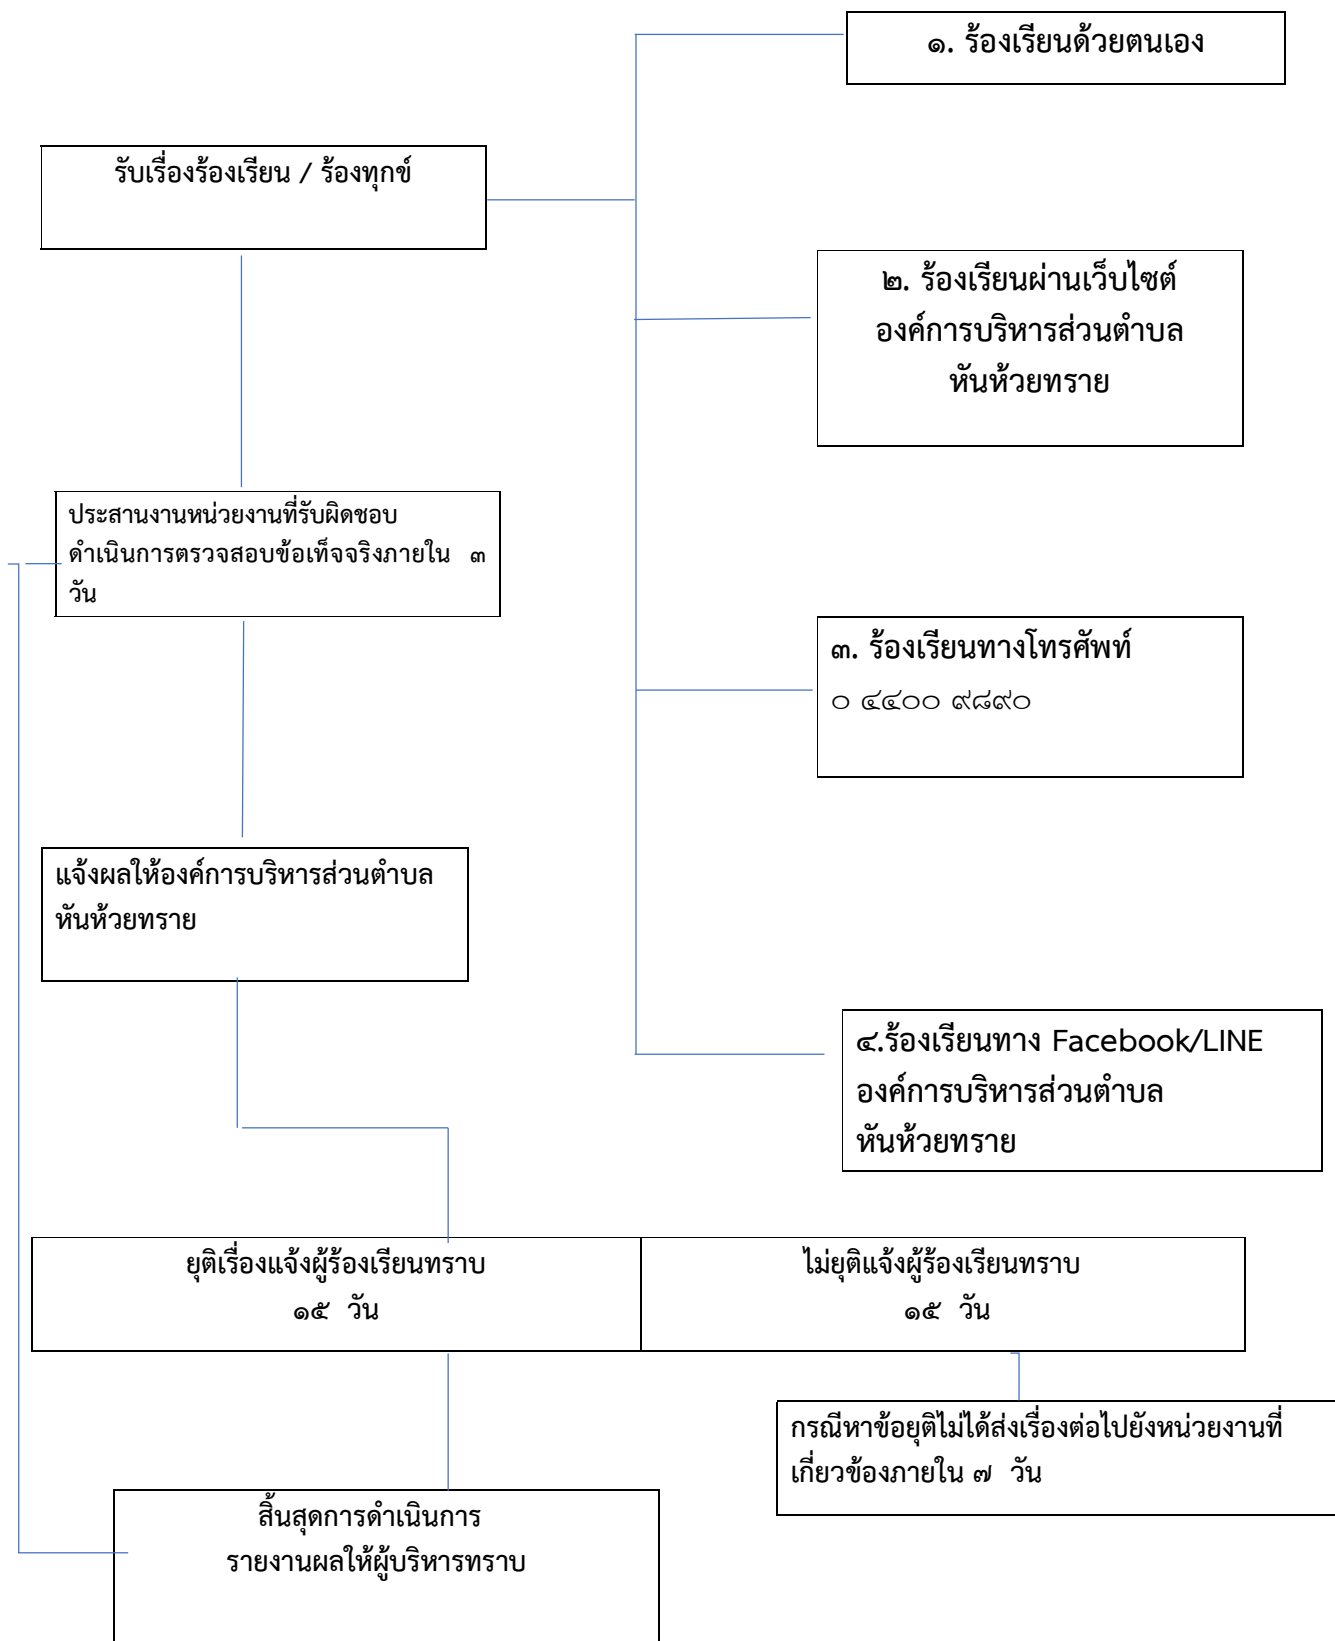 ๑. ร้องเรียนด้วยตนเอง
รับเรื่องร้องเรียน / ร้องทุกข์
๒. ร้องเรียนผ่านเว็บไซต์
องค์การบริหารส่วนตำบล
หันห้วยทราย
ประสานงานหน่วยงานที่รับผิดชอบ
ดำเนินการตรวจสอบข้อเท็จจริงภายใน ๓
วัน
๓. ร้องเรียนทางโทรศัพท์
๐ ๔๔๐๐ ๙๘๙๐
แจ้งผลให้องค์การบริหารส่วนตำบล
หันห้วยทราย
๔.ร้องเรียนทาง Facebook/LINE
องค์การบริหารส่วนตำบล
หันห้วยทราย
ยุติเรื่องแจ้งผู้ร้องเรียนทราบ
๑๕ วัน
ไม่ยุติแจ้งผู้ร้องเรียนทราบ
๑๕ วัน
กรณีหาข้อยุติไม่ได้ส่งเรื่องต่อไปยังหน่วยงานที่
เกี่ยวข้องภายใน ๗ วัน
สิ้นสุดการดำเนินการ
รายงานผลให้ผู้บริหารทราบ